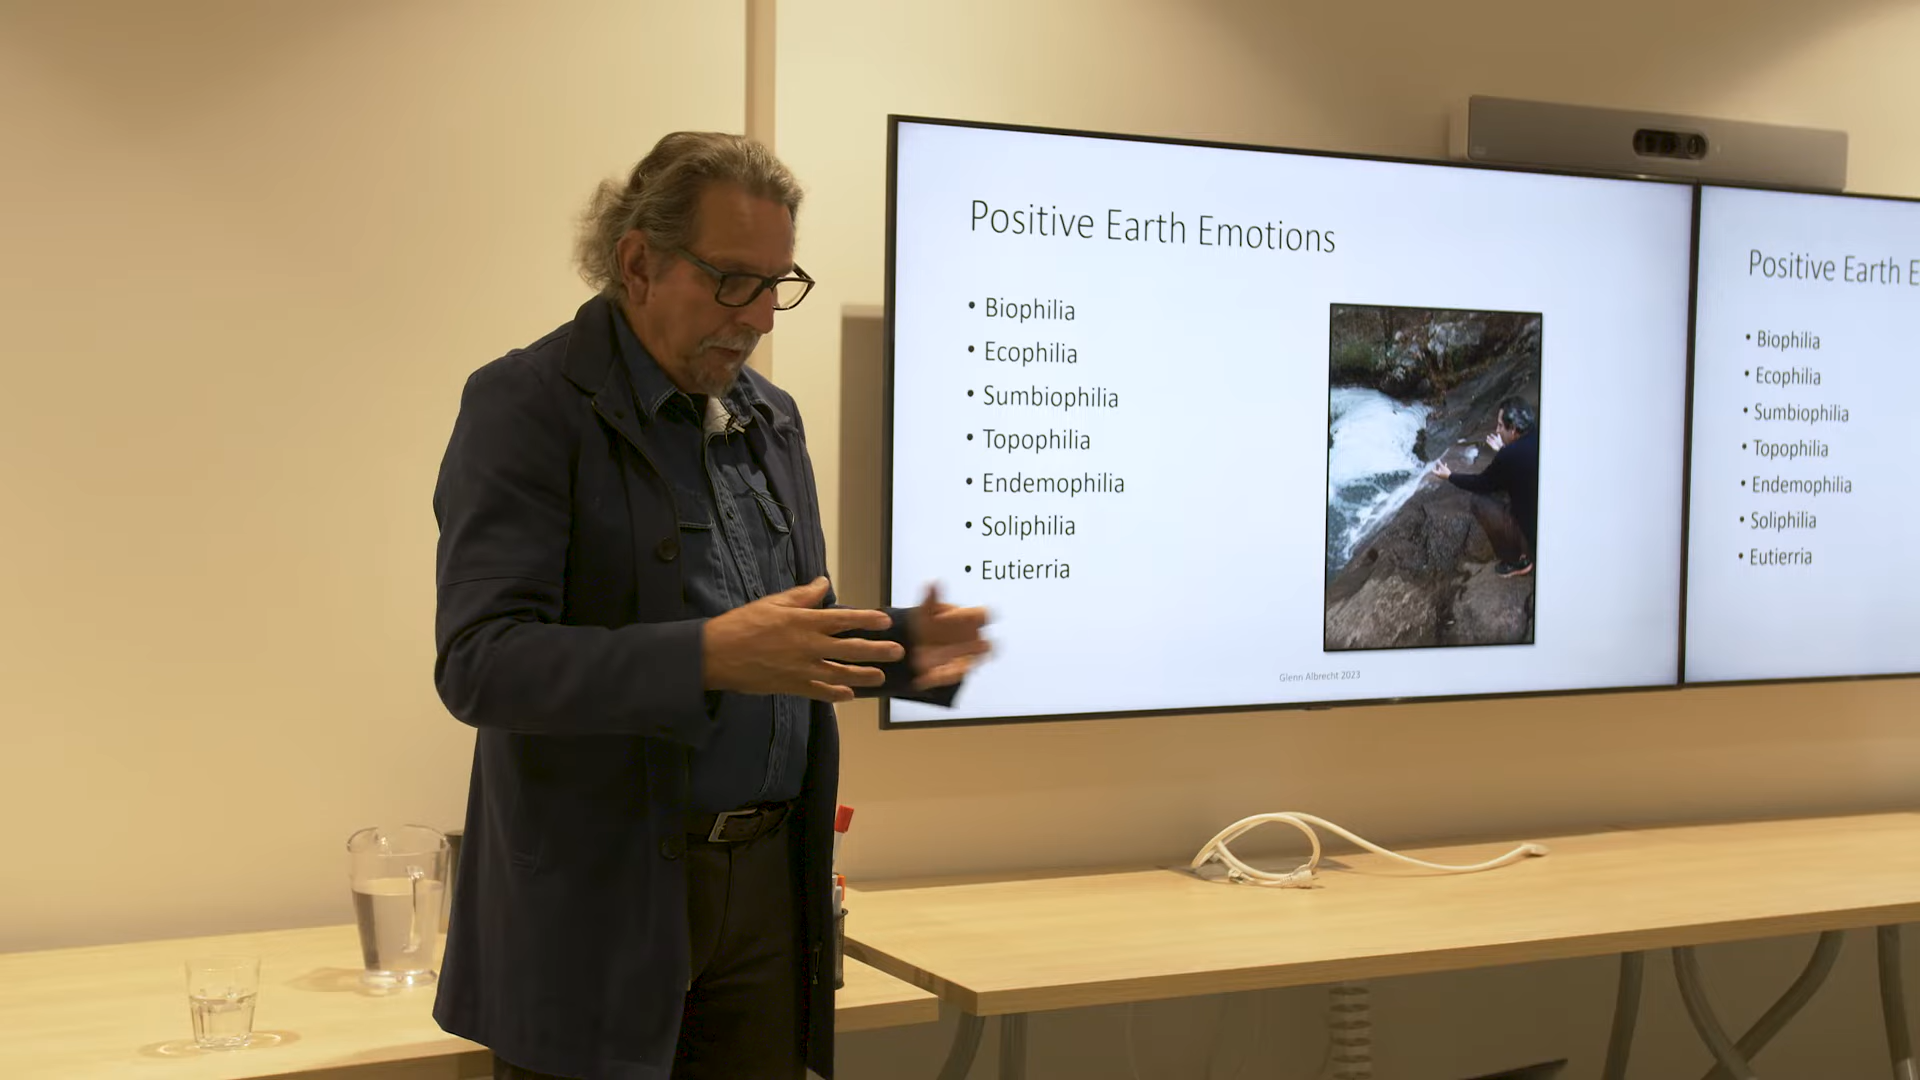 Positive Earth Emotions
• Biophilia
• Ecophilia
• Sumbiophilia
• Topophilia
• Endemophilia
• Soliphilia
• Eutierria
Glenn Albrecht 2023
Positive Earth E
• Biophilia
• Ecophilia
• Sumbiophilia
• Topophilia
• Endemophilia
• Soliphilia
• Eutierria